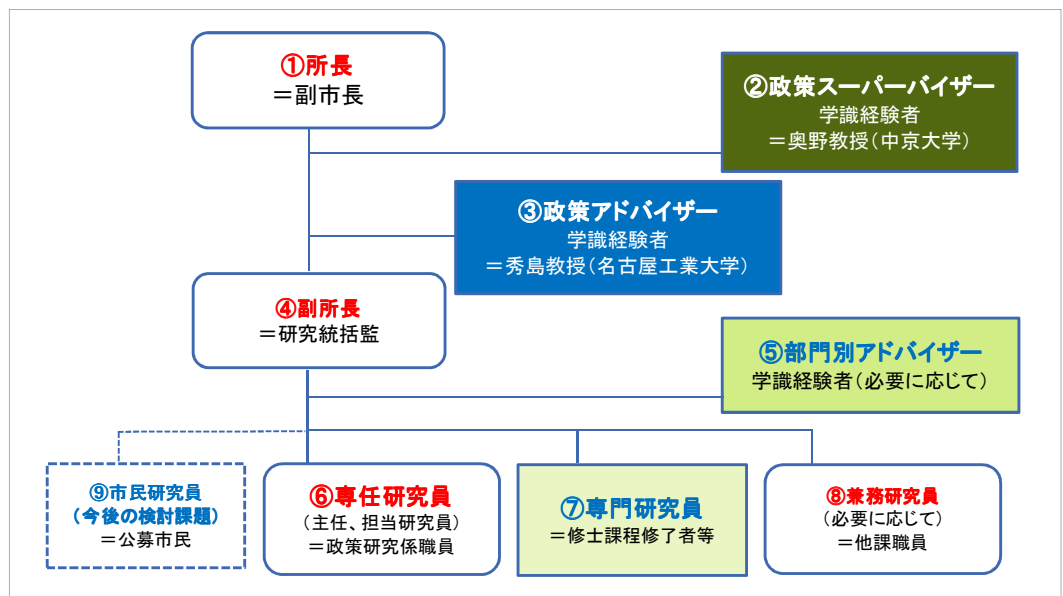 ①所長
＝副市長
②政策スーパーバイザー
学識経験者
＝奥野教授（中京大学）
③政策アドバイザー
学識経験者
＝秀島教授（名古屋工業大学）
④副所長
＝研究統括監
⑤部門別アドバイザー
学識経験者（必要に応じて）
⑨市民研究員
（今後の検討課題）
＝公募市民
⑥専任研究員
（主任、担当研究員）
＝政策研究係職員
⑦専門研究員
＝修士課程修了者等
⑧兼務研究員
（必要に応じて）
＝他課職員